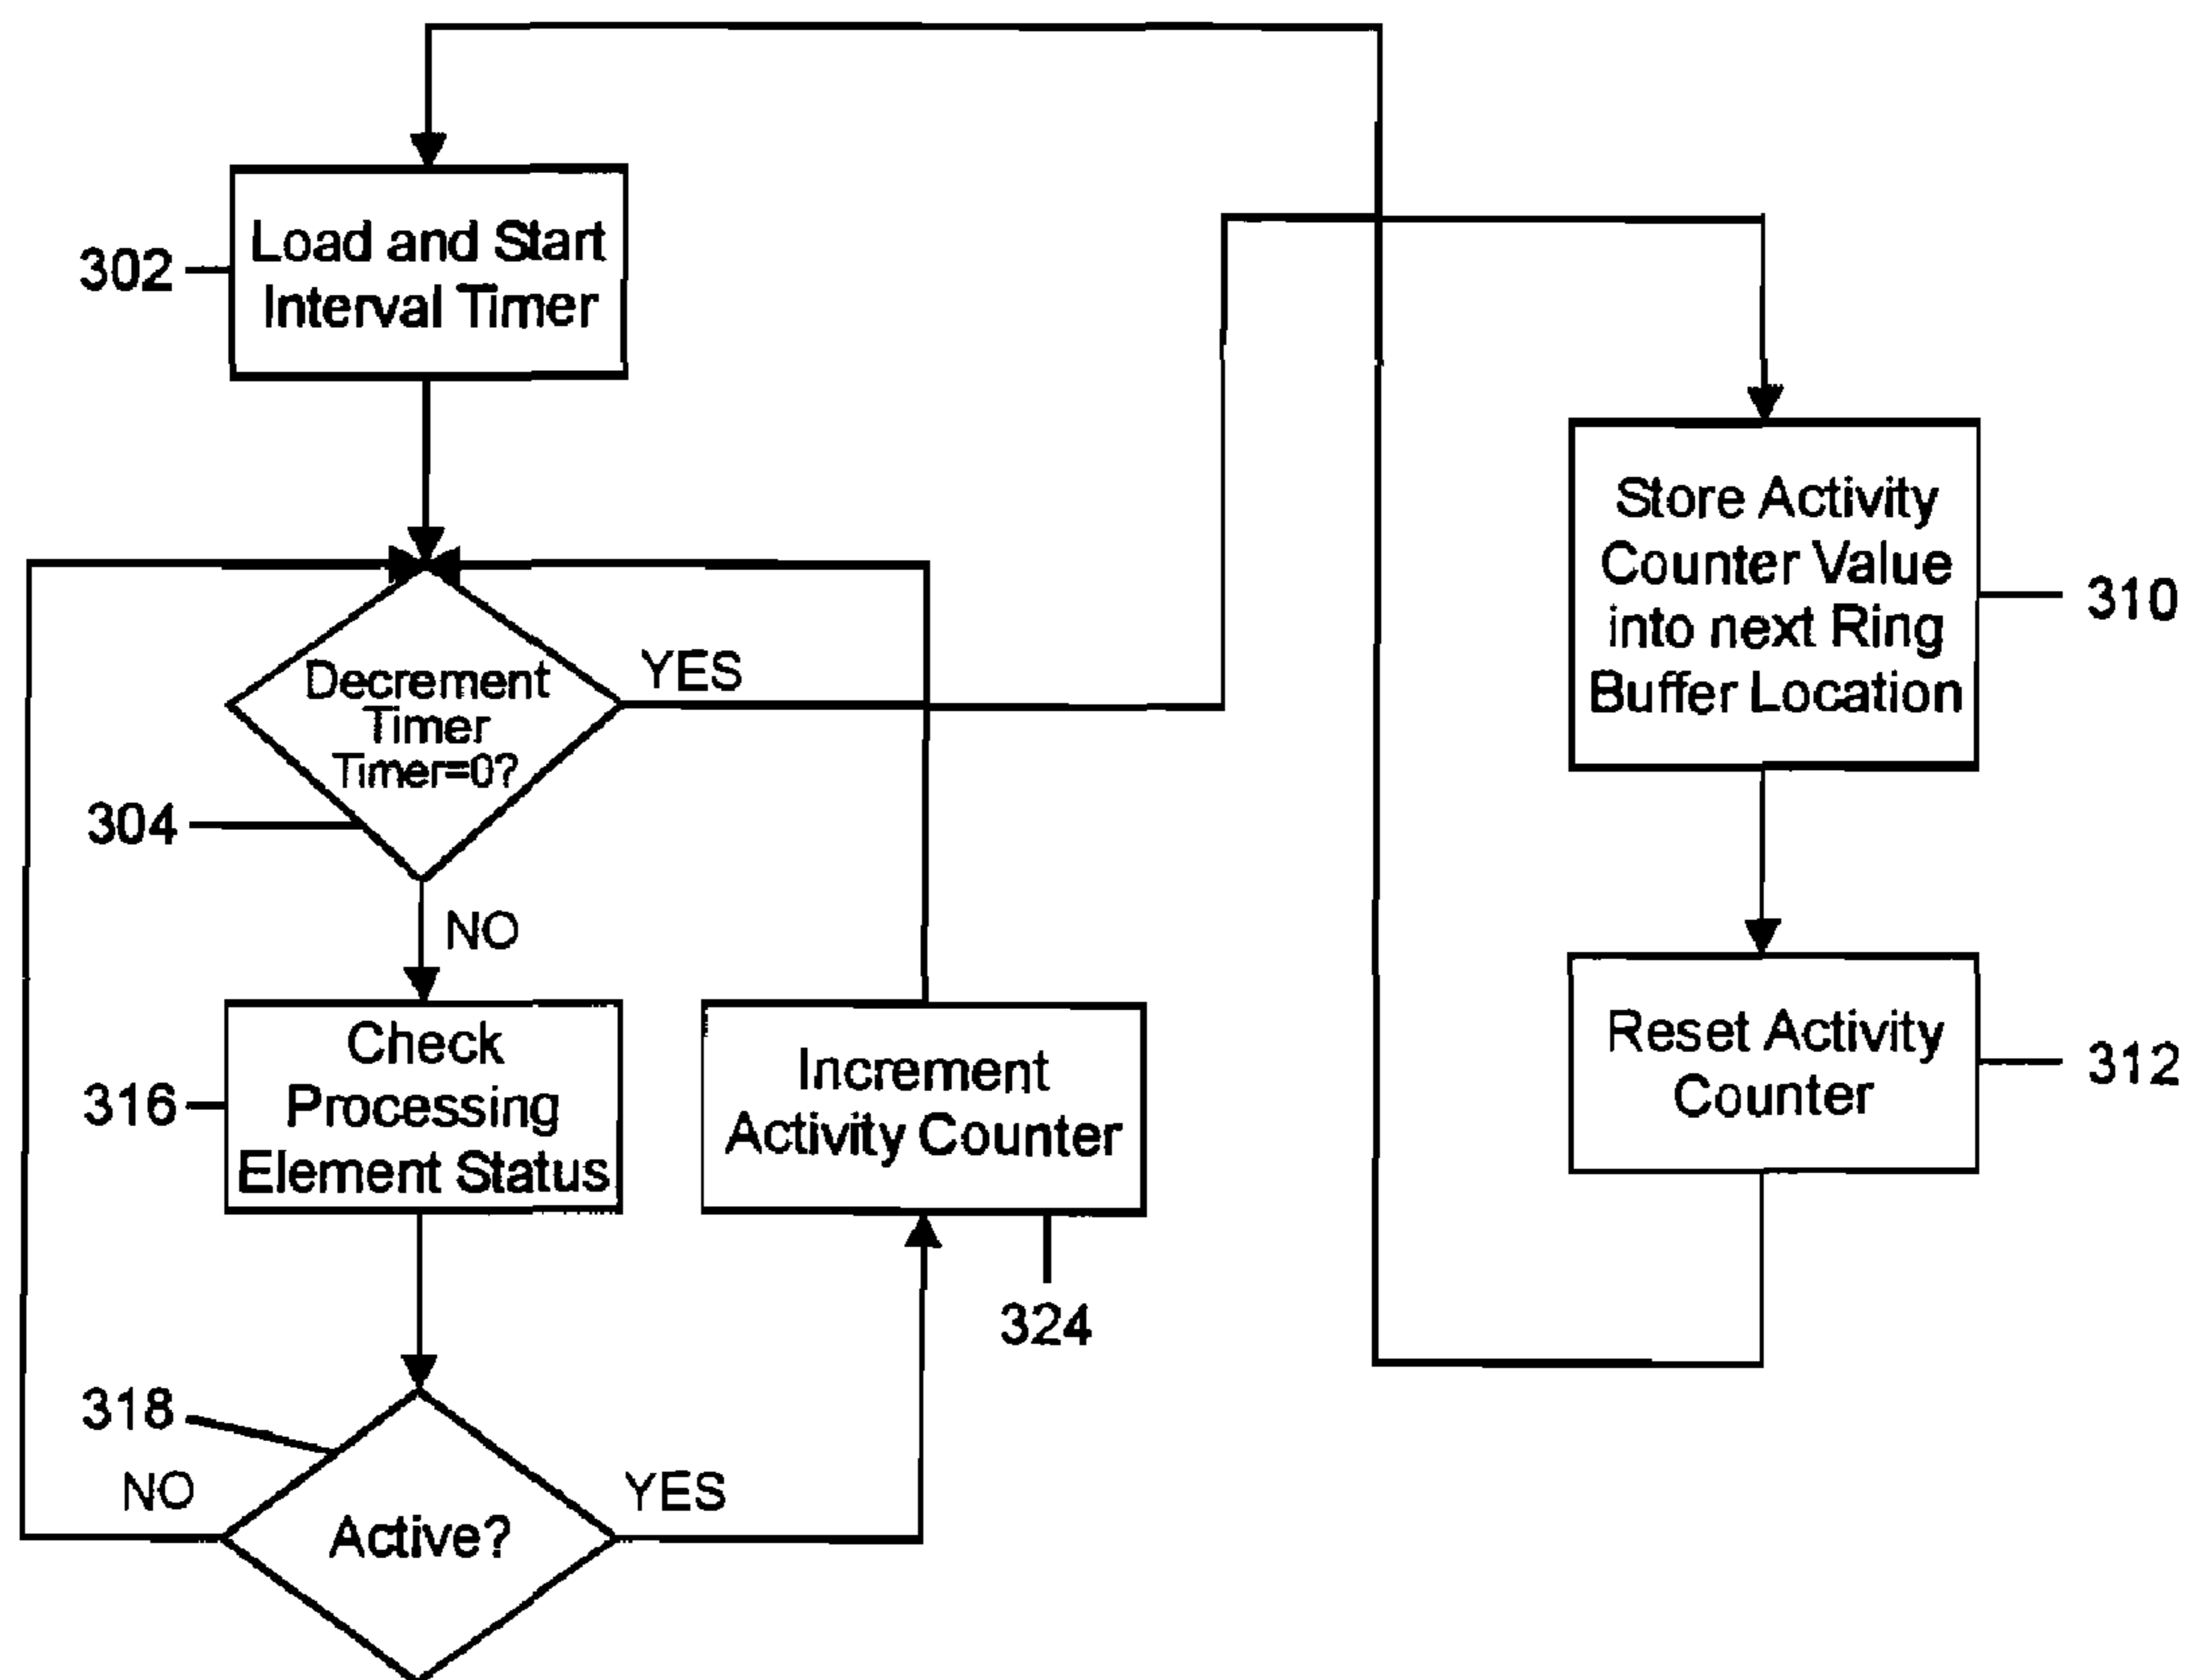 302
Load and Start
Interval Timer
Decrement
Timer
Timer=0?
YES
304
NO
316
Check
Processing
Element Status
Increment
Activity Counter
324
318
NO
Active?
YES
Store Activity
Counter Value
into next Ring
Buffer Location
310
Reset Activity
Counter
312